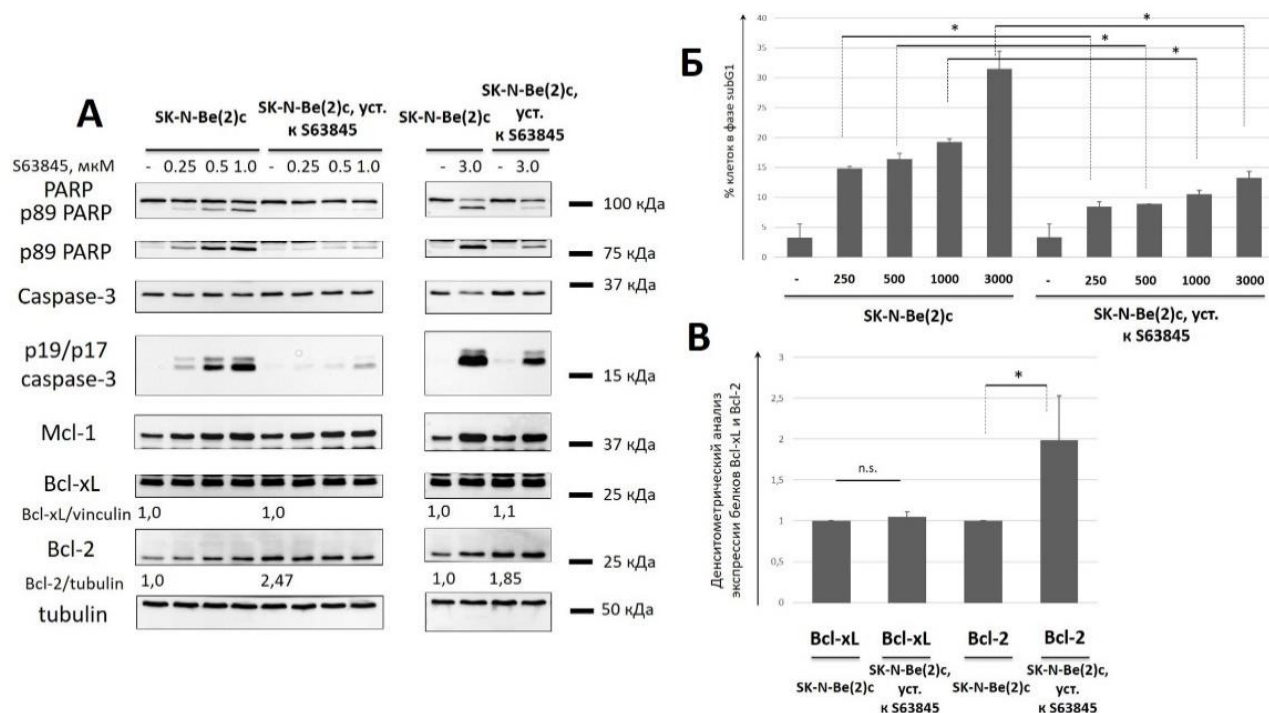 А
SK-N-Be(2)c
SK-N-Be(2)c, уст.
к S63845
SK-N-Be(2)c
SK-N-Be(2)c,
уст.
к S63845
S63845, мкМ
- 0.25 0.5 1.0 - 0.25 0.5 1.0
- 3.0 - 3.0
PARP
p89 PARP
100 кДа
p89 PARP
75 кДа
Caspase-3
37 кДа
p19/p17
caspase-3
15 кДа
Mcl-1
37 кДа
Bcl-xL
25 кДа
Bcl-xL/vinculin
1,0 1,0 1,0 1,1
Bcl-2
25 кДа
Bcl-2/tubulin
1,0 2,47 1,0 1,85
tubulin
50 кДа
Б
% клеток в фазе subG1
40
35
30
25
20
15
10
5
0
*
*
*
*
- 250 500 1000 3000 - 250 500 1000 3000
SK-N-Be(2)c
SK-N-Be(2)c, уст.
к S63845
В
Денситометрический анализ
экспрессии белков Bcl-xL и Bcl-2
3
2,5
2
1,5
1
0,5
0
n.s.
*
Bcl-xL Bcl-xL Bcl-2 Bcl-2
SK-N-Be(2)c
SK-N-Be(2)c,
уст.
к S63845
SK-N-Be(2)c
SK-N-Be(2)c,
уст.
к S63845